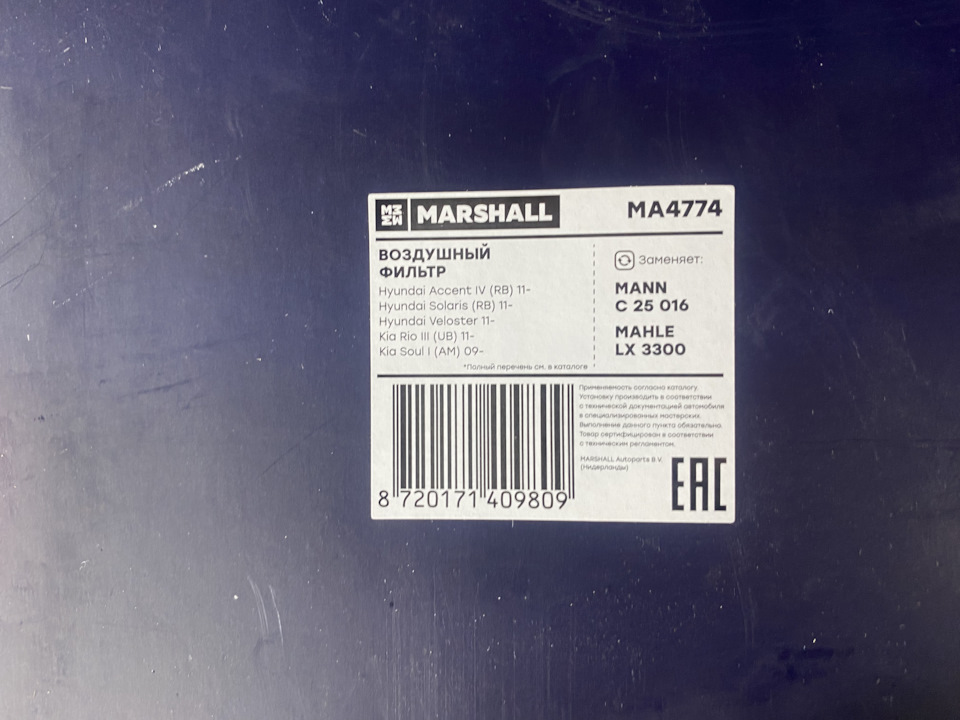 MARSHALL
MA4774
ВОЗДУШНЫЙ
ФИЛЬТР
Hyundai Accent IV (RB) 11-
Hyundai Solaris (RB) 11-
Hyundai Veloster 11-
Kia Rio III (UB) 11-
Kia Soul I (AM) 09-
*Полный перечень см. в каталоге
Заменяет:
MANN
C 25 016
MAHLE
LX 3300
8 720171 409809
Применяемость согласно каталогу.
Установку производить в соответствии
с технической документацией автомобиля
в специализированных мастерских.
Выполнение данного пункта обязательно.
Товар сертифицирован в соответствии
с техническим регламентом.
MARSHALL Autoparts B.V.
(Нидерланды)
EAC